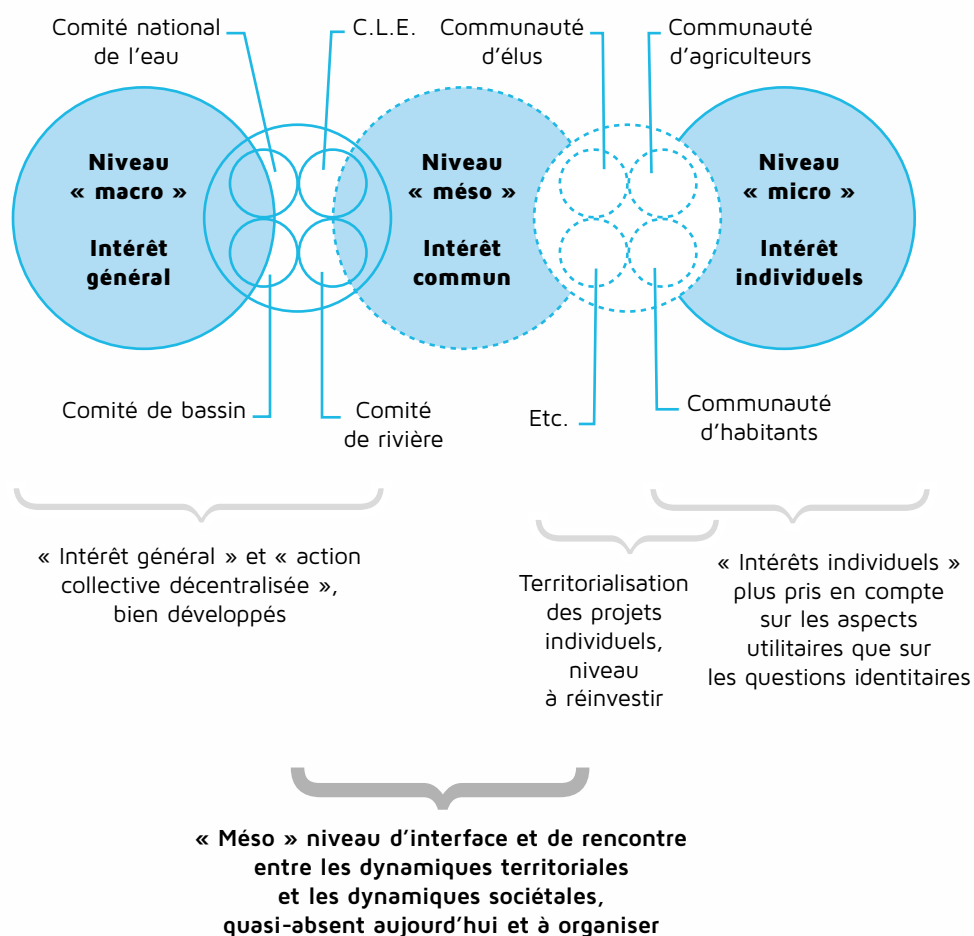 Comité national
de l'eau
C.L.E.
Communauté
d'élus
Communauté
d'agriculteurs
Niveau
« macro »
Intérêt
général
Niveau
« méso »
Intérêt
commun
Niveau
« micro »
Intérêt
individuels
Comité de bassin
Comité
de rivière
Etc.
Communauté
d'habitants
« Intérêt général » et « action
collective décentralisée »,
bien développés
Territorialisation
des projets
individuels,
niveau
à réinvestir
« Intérêts individuels »
plus pris en compte
sur les aspects
utilitaires que sur
les questions identitaires
« Méso » niveau d'interface et de rencontre
entre les dynamiques territoriales
et les dynamiques sociétales,
quasi-absent aujourd'hui et à organiser